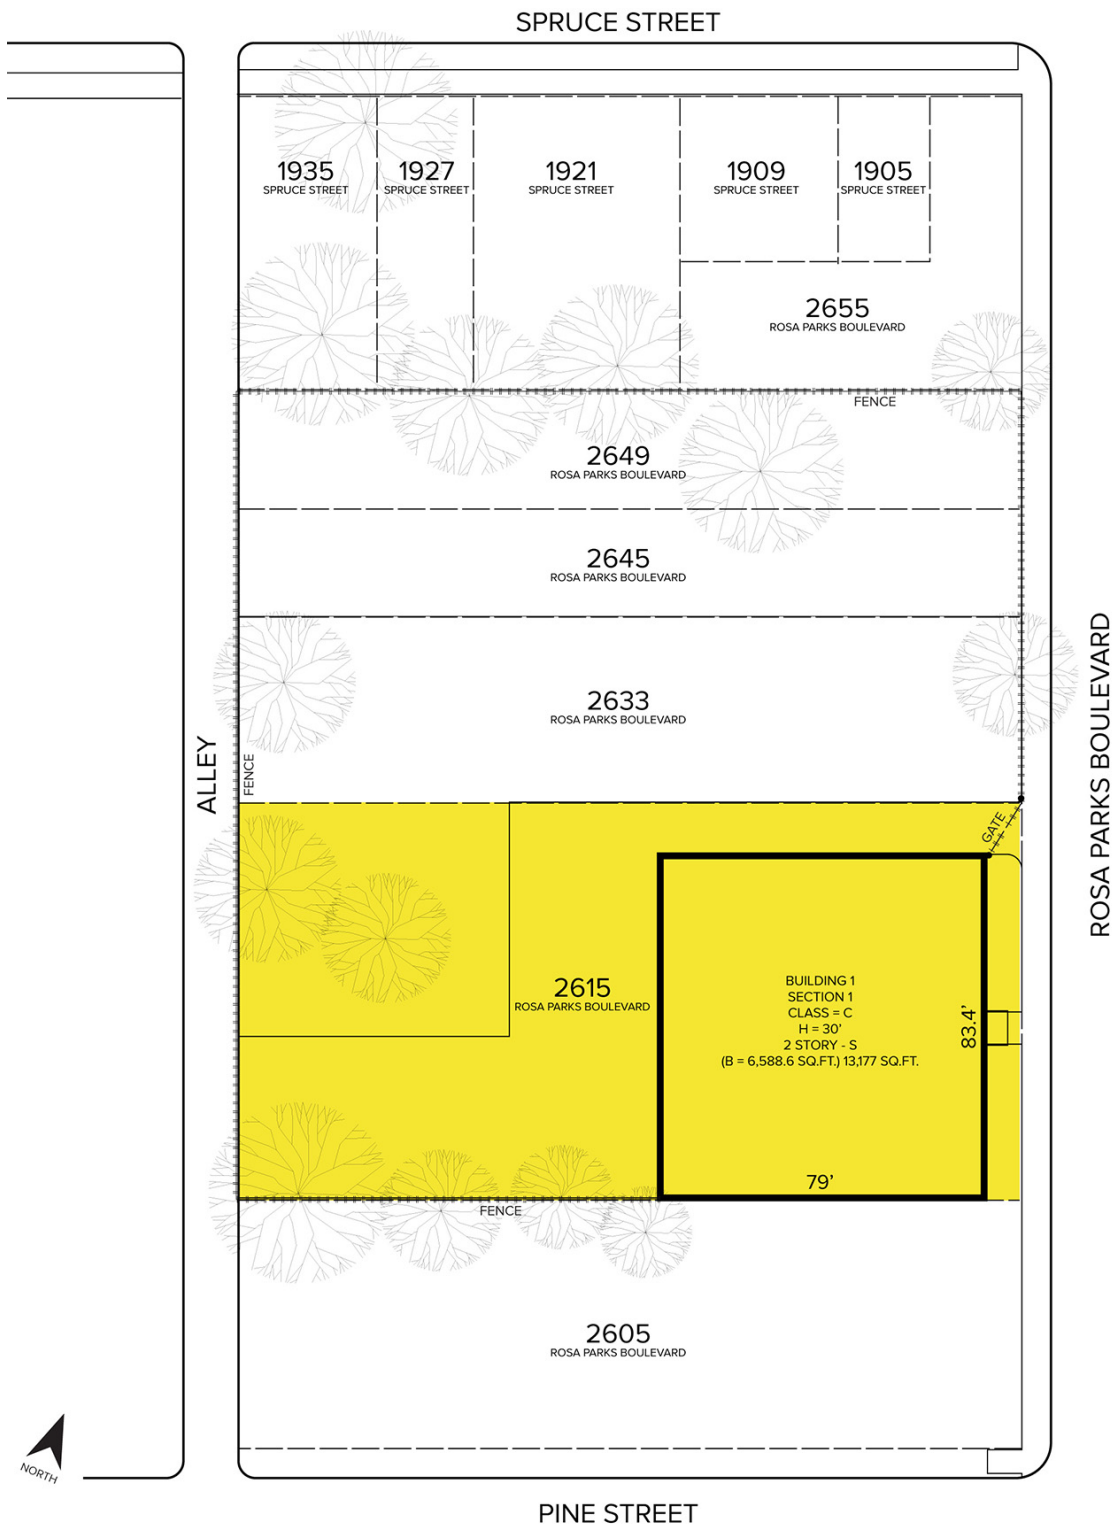 SPRUCE STREET
1935
SPRUCE STREET
1927
SPRUCE STREET
1921
SPRUCE STREET
1909
SPRUCE STREET
1905
SPRUCE STREET
2655
ROSA PARKS BOULEVARD
FENCE
2649
ROSA PARKS BOULEVARD
2645
ROSA PARKS BOULEVARD
2633
ROSA PARKS BOULEVARD
ROSA PARKS BOULEVARD
ALLEY
FENCE
GATE
2615
ROSA PARKS BOULEVARD
BUILDING 1
SECTION 1
CLASS = C
H = 30'
2 STORY - S
(B = 6,588.6 SQ.FT.) 13,177 SQ.FT.
83.4'
79'
FENCE
2605
ROSA PARKS BOULEVARD
NORTH
PINE STREET